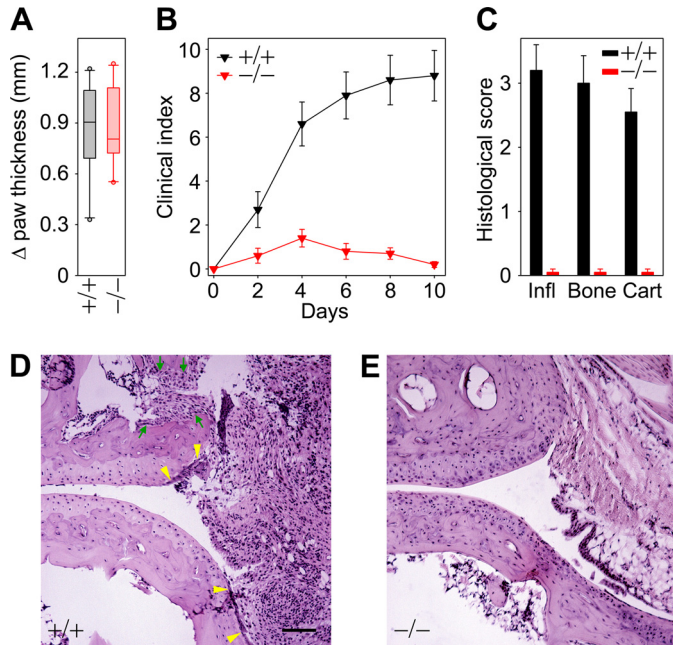 A
Δ paw thickness (mm)
1.2
0.9
0.6
0.3
0
+/+
−/−
B
Clinical index
10
8
6
4
2
0
+/+
−/−
0 2 4 6 8 10
Days
C
Histological score
3
2
1
0
+/+
−/−
Infl Bone Cart
D
+/+
E
−/−